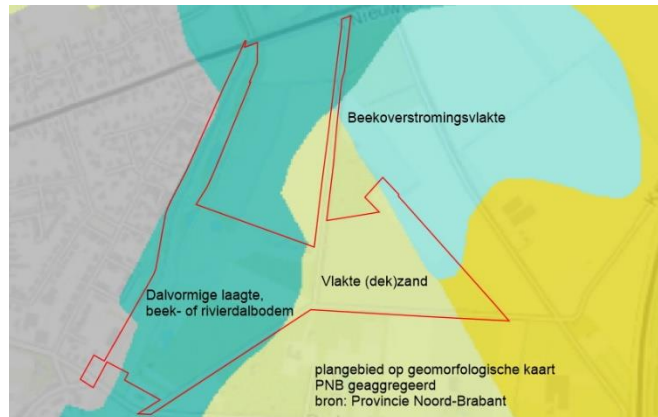 Nieuw
Beekoverstromingsvlakte
Vlakte (dek)zand
Dalvormige laagte,
beek- of rivierdalbodem
plangebied op geomorfologische kaart
PNB geaggregeerd
bron: Provincie Noord-Brabant